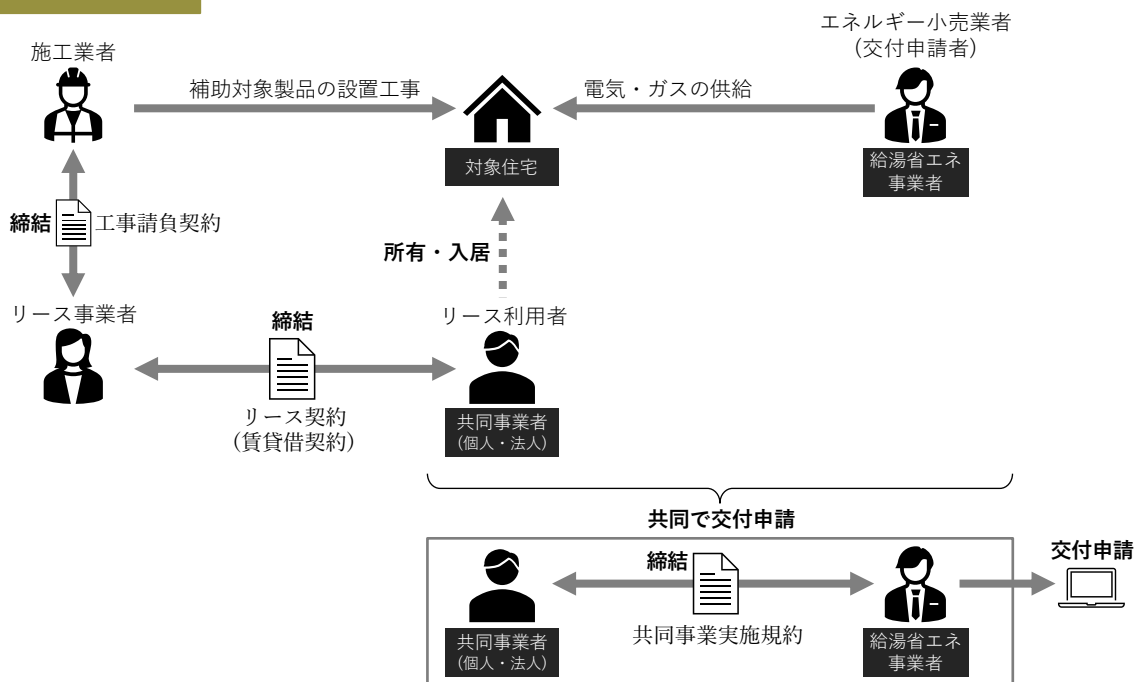 エネルギー小売業者
(交付申請者)
施工業者
補助対象製品の設置工事
電気・ガスの供給
対象住宅
給湯省エネ
事業者
締結
工事請負契約
所有・入居
リース事業者
締結
リース利用者
リース契約
(賃貸借契約)
共同事業者
(個人・法人)
共同で交付申請
締結
交付申請
共同事業実施規約
共同事業者
(個人・法人)
給湯省エネ
事業者